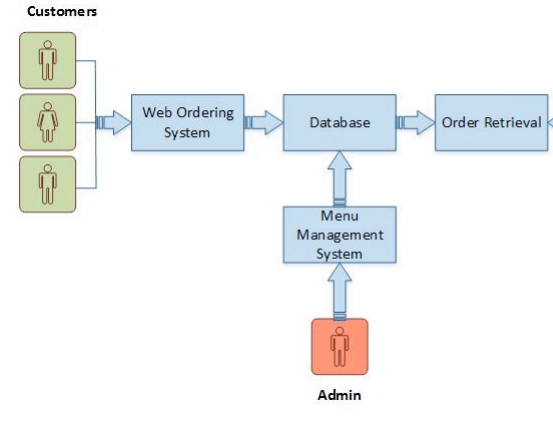 Customers
Web Ordering
System
Database
Order Retrieval
Menu
Management
System
Admin